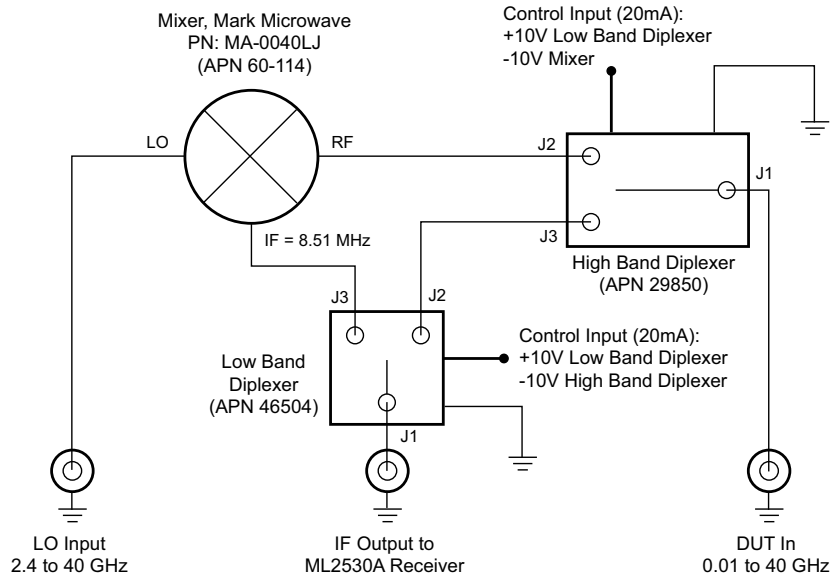 Mixer, Mark Microwave
PN: MA-0040LJ
(APN 60-114)
Control Input (20mA):
+10V Low Band Diplexer
-10V Mixer
LO
RF
J2
J1
J3
IF = 8.51 MHz
High Band Diplexer
(APN 29850)
J3
J2
Low Band
Diplexer
(APN 46504)
Control Input (20mA):
+10V Low Band Diplexer
-10V High Band Diplexer
J1
LO Input
2.4 to 40 GHz
IF Output to
ML2530A Receiver
DUT In
0.01 to 40 GHz